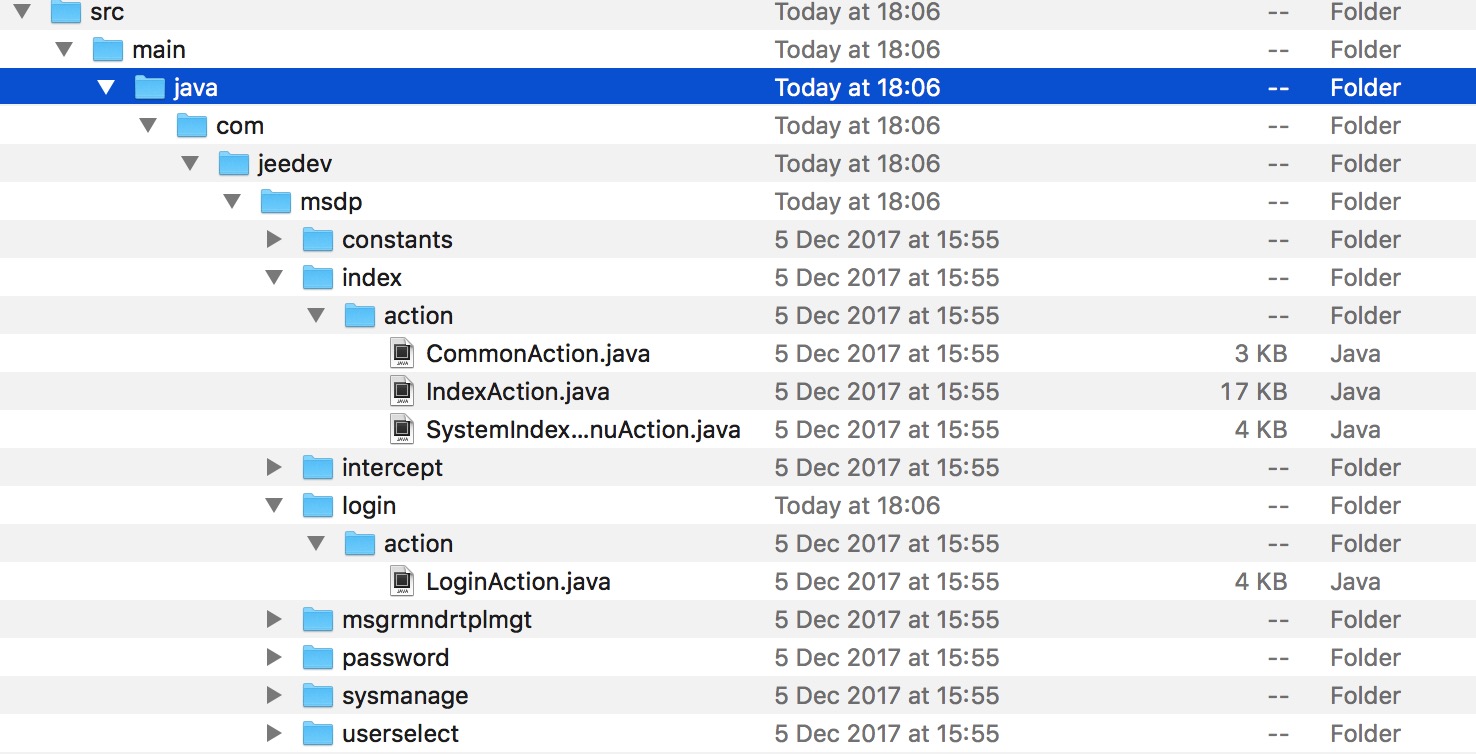 src Today at 18:06 -- Folder
main Today at 18:06 -- Folder
java Today at 18:06 -- Folder
com Today at 18:06 -- Folder
jeedev Today at 18:06 -- Folder
msdp Today at 18:06 -- Folder
constants 5 Dec 2017 at 15:55 -- Folder
index 5 Dec 2017 at 15:55 -- Folder
action 5 Dec 2017 at 15:55 -- Folder
JAVA CommonAction.java 5 Dec 2017 at 15:55 3 KB Java
JAVA IndexAction.java 5 Dec 2017 at 15:55 17 KB Java
JAVA SystemIndex...nuAction.java 5 Dec 2017 at 15:55 4 KB Java
intercept 5 Dec 2017 at 15:55 -- Folder
login Today at 18:06 -- Folder
action 5 Dec 2017 at 15:55 -- Folder
JAVA LoginAction.java 5 Dec 2017 at 15:55 4 KB Java
msgrmndrtplmgt 5 Dec 2017 at 15:55 -- Folder
password 5 Dec 2017 at 15:55 -- Folder
sysmanage 5 Dec 2017 at 15:55 -- Folder
userselect 5 Dec 2017 at 15:55 -- Folder